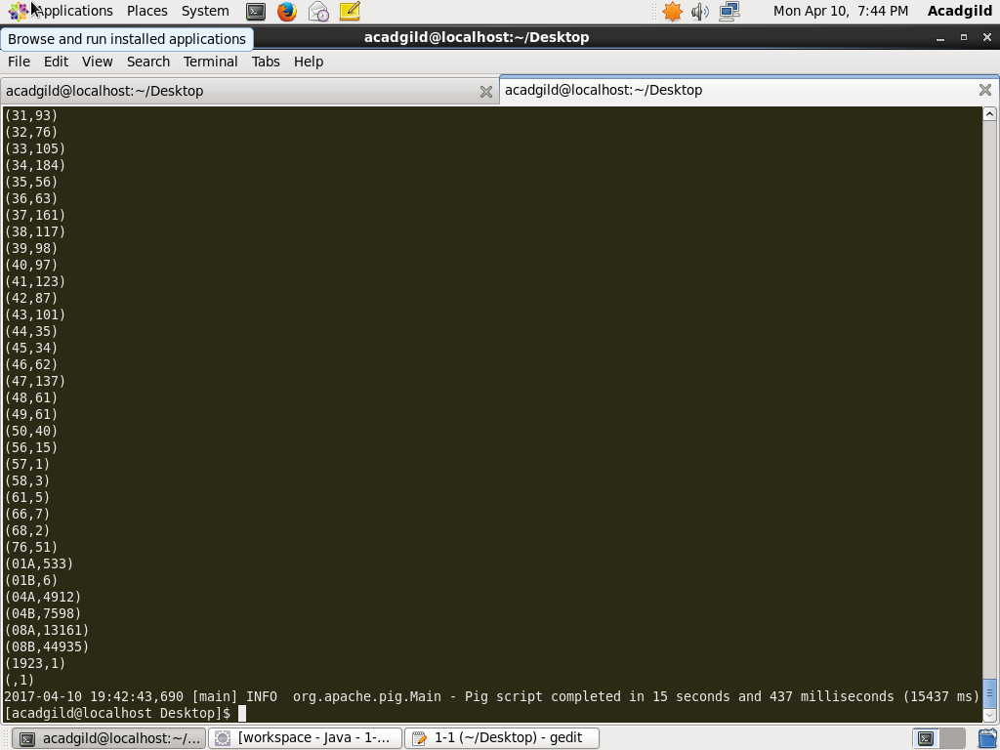 Applications Places System Mon Apr 10, 7:44 PM Acadgild
Browse and run installed applications
acadgild@localhost:~/Desktop
File Edit View Search Terminal Tabs Help
acadgild@localhost:~/Desktop acadgild@localhost:~/Desktop
(31,93)
(32,76)
(33,105)
(34,184)
(35,56)
(36,63)
(37,161)
(38,117)
(39,98)
(40,97)
(41,123)
(42,87)
(43,101)
(44,35)
(45,34)
(46,62)
(47,137)
(48,61)
(49,61)
(50,40)
(56,15)
(57,1)
(58,3)
(61,5)
(66,7)
(68,2)
(76,51)
(01A,533)
(01B,6)
(04A,4912)
(04B,7598)
(08A,13161)
(08B,44935)
(1923,1)
(,1)
2017-04-10 19:42:43,690 [main] INFO  org.apache.pig.Main - Pig script completed in 15 seconds and 437 milliseconds (15437 ms)
[acadgild@localhost Desktop]$
acadgild@localhost:~/... [workspace - Java - 1-... 1-1 (~/Desktop) - gedit